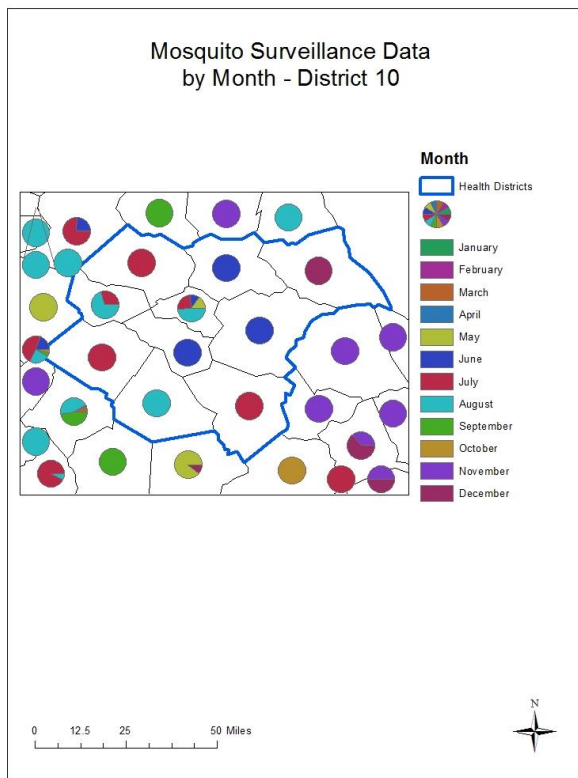 Mosquito Surveillance Data
by Month - District 10
Month
Health Districts
January
February
March
April
May
June
July
August
September
October
November
December
0 12.5 25 50 Miles
N